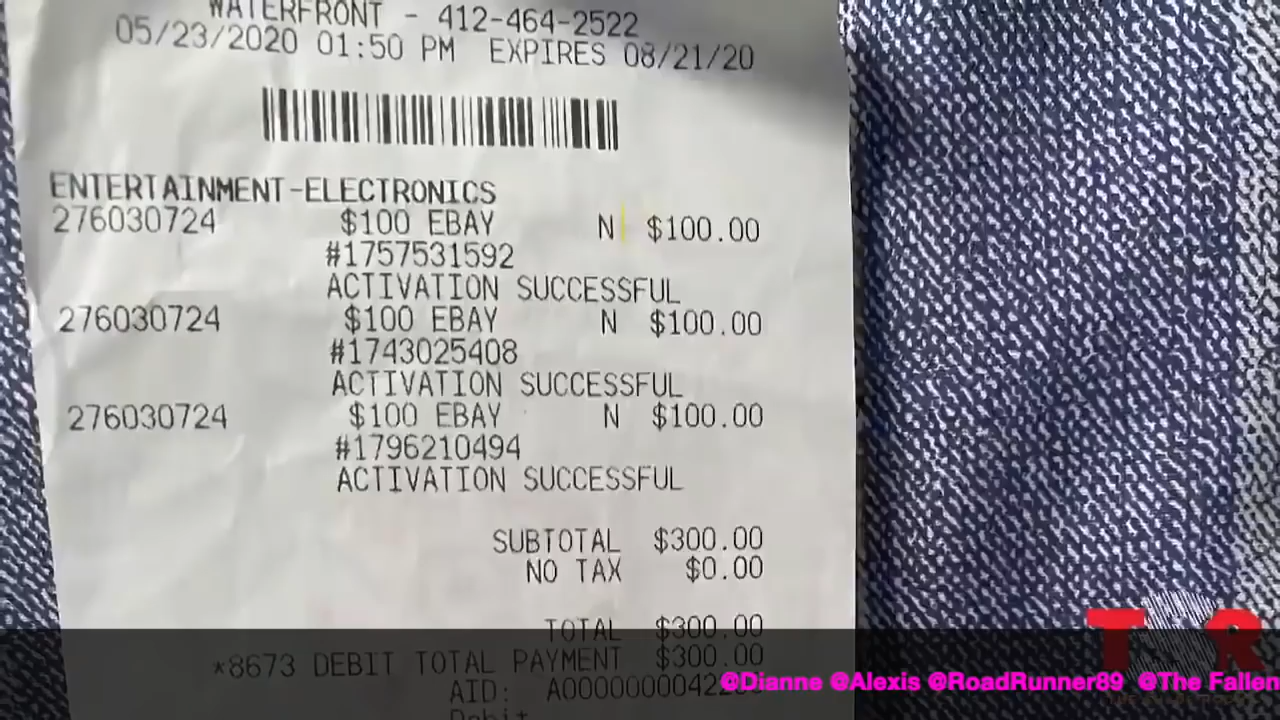 WATERFRONT - 412-464-2522
05/23/2020 01:50 PM EXPIRES 08/21/20
ENTERTAINMENT-ELECTRONICS
276030724 $100 EBAY N $100.00
#1757531592
ACTIVATION SUCCESSFUL
276030724 $100 EBAY N $100.00
#1743025408
ACTIVATION SUCCESSFUL
276030724 $100 EBAY N $100.00
#1796210494
ACTIVATION SUCCESSFUL
SUBTOTAL $300.00
NO TAX $0.00
TOTAL $300.00
*8673 DEBIT TOTAL PAYMENT $300.00
AID:
Debit
@Dianne @Alexis @RoadRunner89 @The Fallen